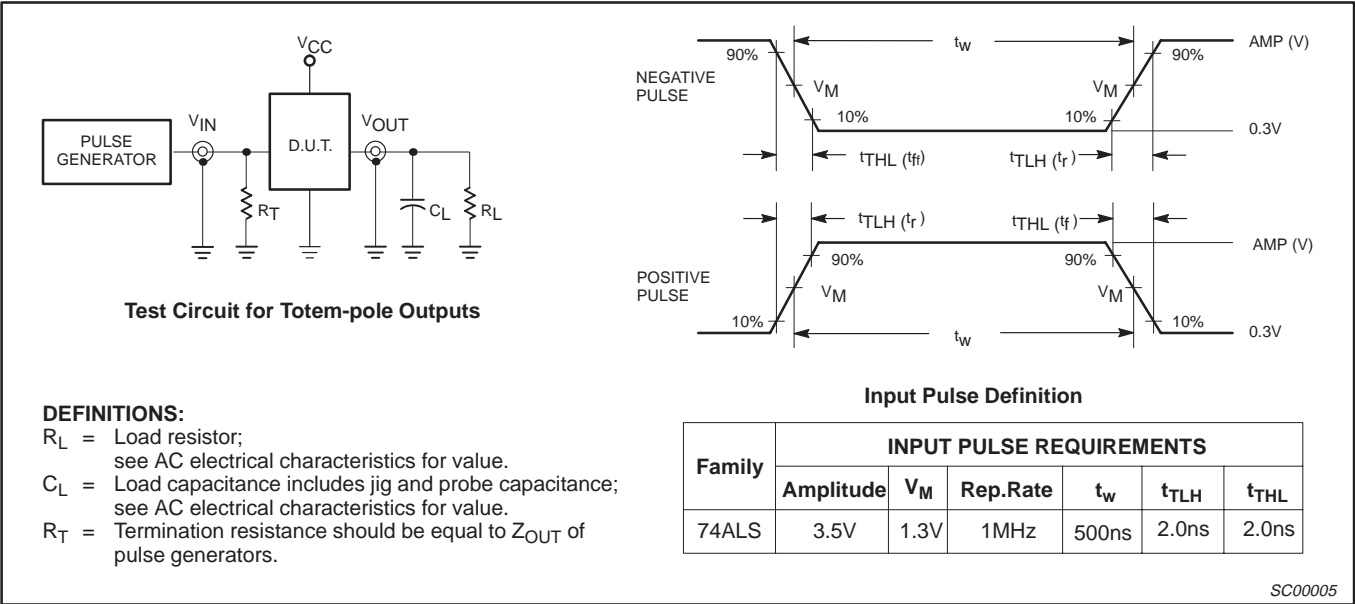 VCC
PULSE
GENERATOR
VIN
D.U.T.
VOUT
RT
CL
RL
Test Circuit for Totem-pole Outputs
NEGATIVE
PULSE
90%
tW
90%
AMP (V)
VM
VM
10%
10%
0.3V
tTHL (tff)
tTLH (tr )
tTLH (tr )
tTHL (tf )
AMP (V)
POSITIVE
PULSE
90%
90%
VM
VM
10%
10%
tW
0.3V
Input Pulse Definition
DEFINITIONS:
RL = Load resistor;
see AC electrical characteristics for value.
CL = Load capacitance includes jig and probe capacitance;
see AC electrical characteristics for value.
RT = Termination resistance should be equal to ZOUT of
pulse generators.
Family INPUT PULSE REQUIREMENTS
Amplitude VM Rep.Rate tw tTLH tTHL
74ALS 3.5V 1.3V 1MHz 500ns 2.0ns 2.0ns
SC00005